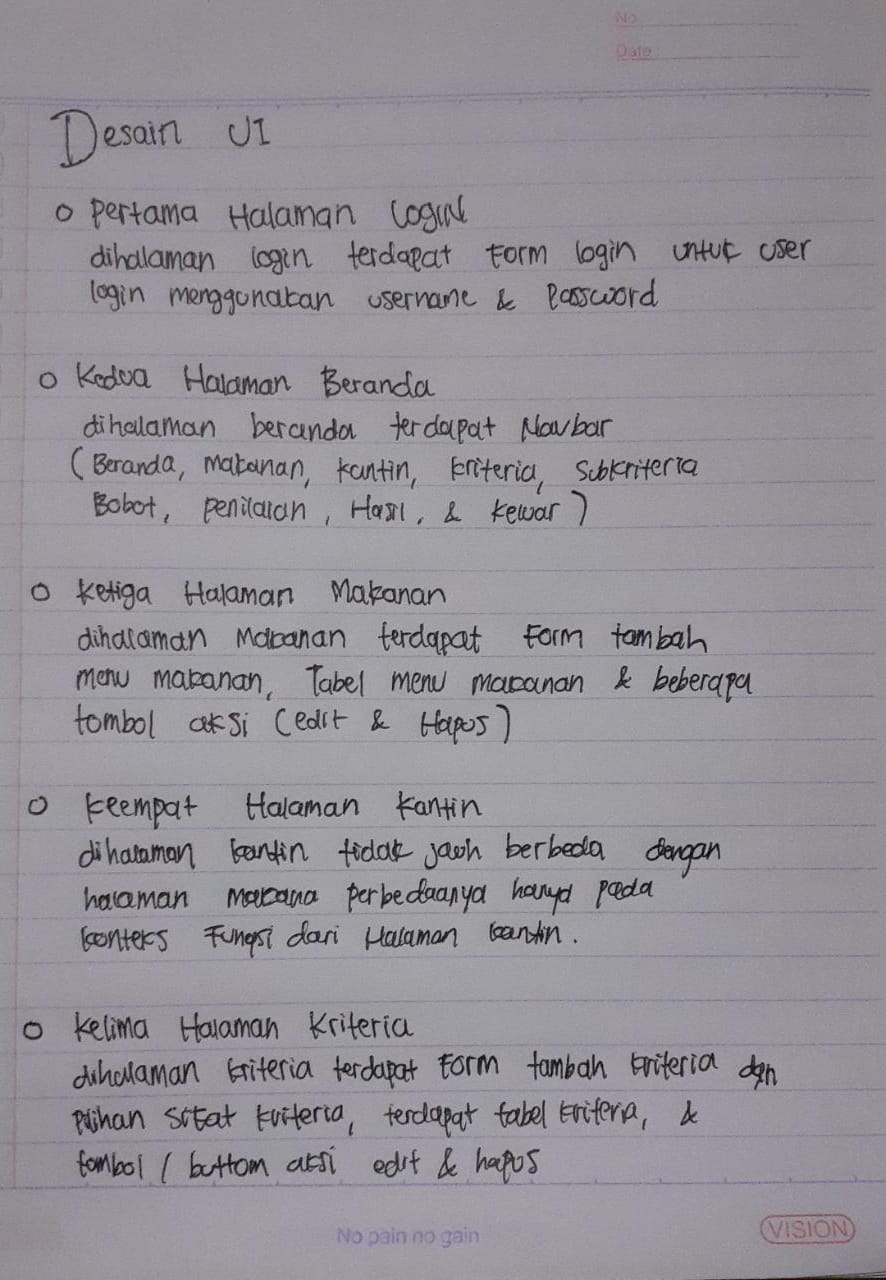 No
Date
Desain UI
o Pertama Halaman Login
dihalaman login terdapat Form login untuk user
login menggunakan username & Password
o Kedua Halaman Beranda
dihalaman beranda terdapat Navbar
(Beranda, makanan, kantin, kriteria, Subkriteria
Bobot, penilaian, Hasil, & Kewar)
o Ketiga Halaman Makanan
dihalaman Makanan terdapat Form tambah
menu makanan, Tabel menu makanan & beberapa
tombol aksi (edit & Hapus)
o Keempat Halaman Kantin
dihalaman kantin tidak jauh berbeda dengan
halaman Makana perbedaanya hanya pada
konteks Fungsi dari Halaman kantin.
o Kelima Halaman Kriteria
dihalaman kriteria terdapat Form tambah kriteria dgn
pilihan sifat kriteria, terdapat tabel kriteria, &
tombol / buttom aksi edit & hapus
No pain no gain
VISION